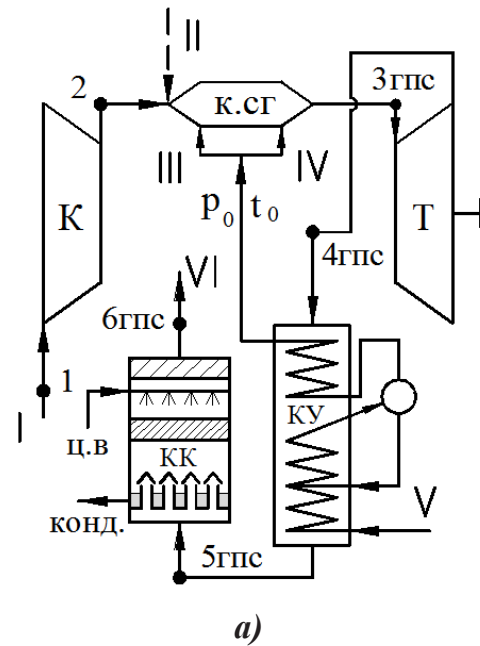 II
2
3гпс
к.сг
III
IV
К
p₀ t₀
Т
4гпс
VI
6гпс
1
I
ц.в
КУ
КК
V
конд.
5гпс
а)